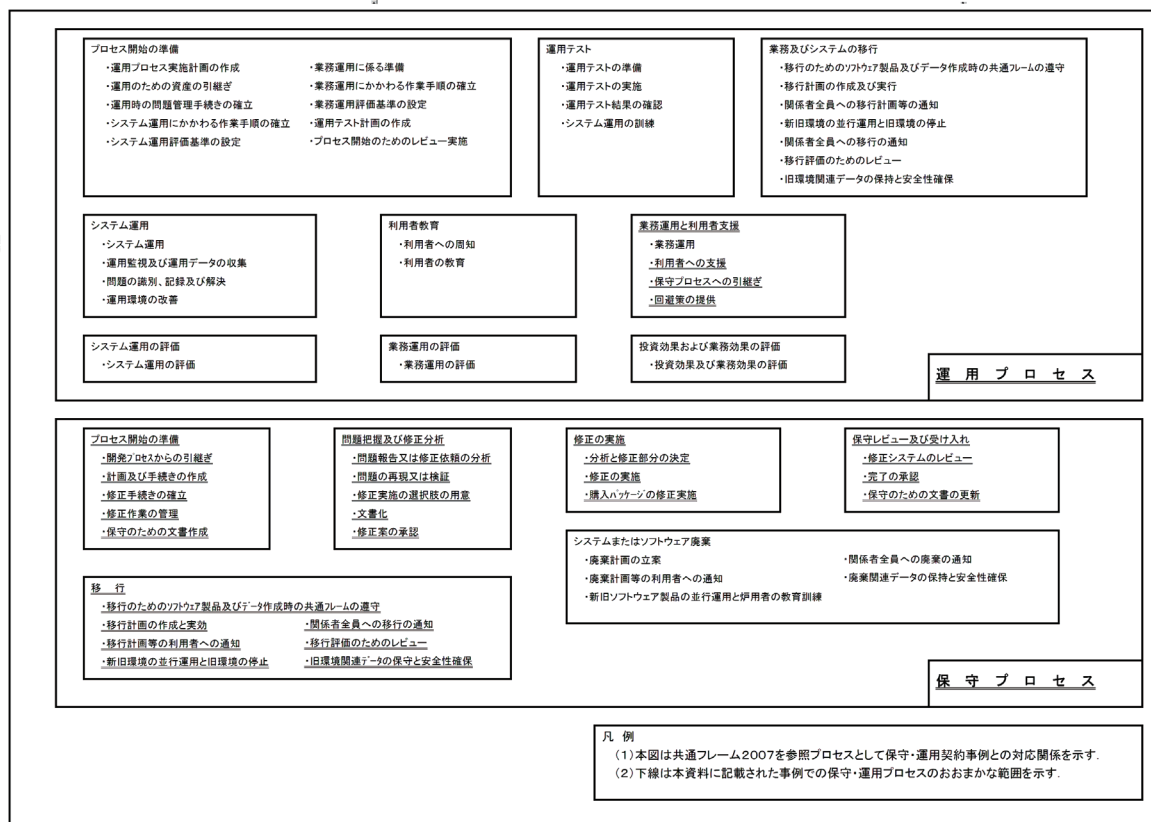 プロセス開始の準備
・運用プロセス実施計画の作成
・運用のための資産の引継ぎ
・運用時の問題管理手続きの確立
・システム運用にかかわる作業手順の確立
・システム運用評価基準の設定
・業務運用に係る準備
・業務運用にかかわる作業手順の確立
・業務運用評価基準の設定
・運用テスト計画の作成
・プロセス開始のためのレビュー実施
運用テスト
・運用テストの準備
・運用テストの実施
・運用テスト結果の確認
・システム運用の訓練
業務及びシステムの移行
・移行のためのソフトウェア製品及びデータ作成時の共通フレームの遵守
・移行計画の作成及び実行
・関係者全員への移行計画等の通知
・新旧環境の並行運用と旧環境の停止
・関係者全員への移行の通知
・移行評価のためのレビュー
・旧環境関連データの保持と安全性確保
システム運用
・システム運用
・運用監視及び運用データの収集
・問題の識別、記録及び解決
・運用環境の改善
利用者教育
・利用者への周知
・利用者の教育
業務運用と利用者支援
・業務運用
・利用者への支援
・保守プロセスへの引継ぎ
・回避策の提供
システム運用の評価
・システム運用の評価
業務運用の評価
・業務運用の評価
投資効果および業務効果の評価
・投資効果及び業務効果の評価
運用プロセス
プロセス開始の準備
・開発プロセスからの引継ぎ
・計画及び手続きの作成
・修正手続きの確立
・修正作業の管理
・保守のための文書作成
問題把握及び修正分析
・問題報告又は修正依頼の分析
・問題の再現又は検証
・修正実施の選択肢の用意
・文書化
・修正案の承認
修正の実施
・分析と修正部分の決定
・修正の実施
・購入パッケージの修正実施
保守レビュー及び受け入れ
・修正システムのレビュー
・完了の承認
・保守のための文書の更新
システムまたはソフトウェア廃棄
・廃棄計画の立案
・廃棄計画等の利用者への通知
・新旧ソフトウェア製品の並行運用と炉用者の教育訓練
・関係者全員への廃棄の通知
・廃棄関連データの保持と安全性確保
移 行
・移行のためのソフトウェア製品及びデータ作成時の共通フレームの遵守
・移行計画の作成と実効
・移行計画等の利用者への通知
・新旧環境の並行運用と旧環境の停止
・関係者全員への移行の通知
・移行評価のためのレビュー
・旧環境関連データの保守と安全性確保
保守プロセス
凡 例
(1)本図は共通フレーム2007を参照プロセスとして保守・運用契約事例との対応関係を示す.
(2)下線は本資料に記載された事例での保守・運用プロセスのおおまかな範囲を示す.